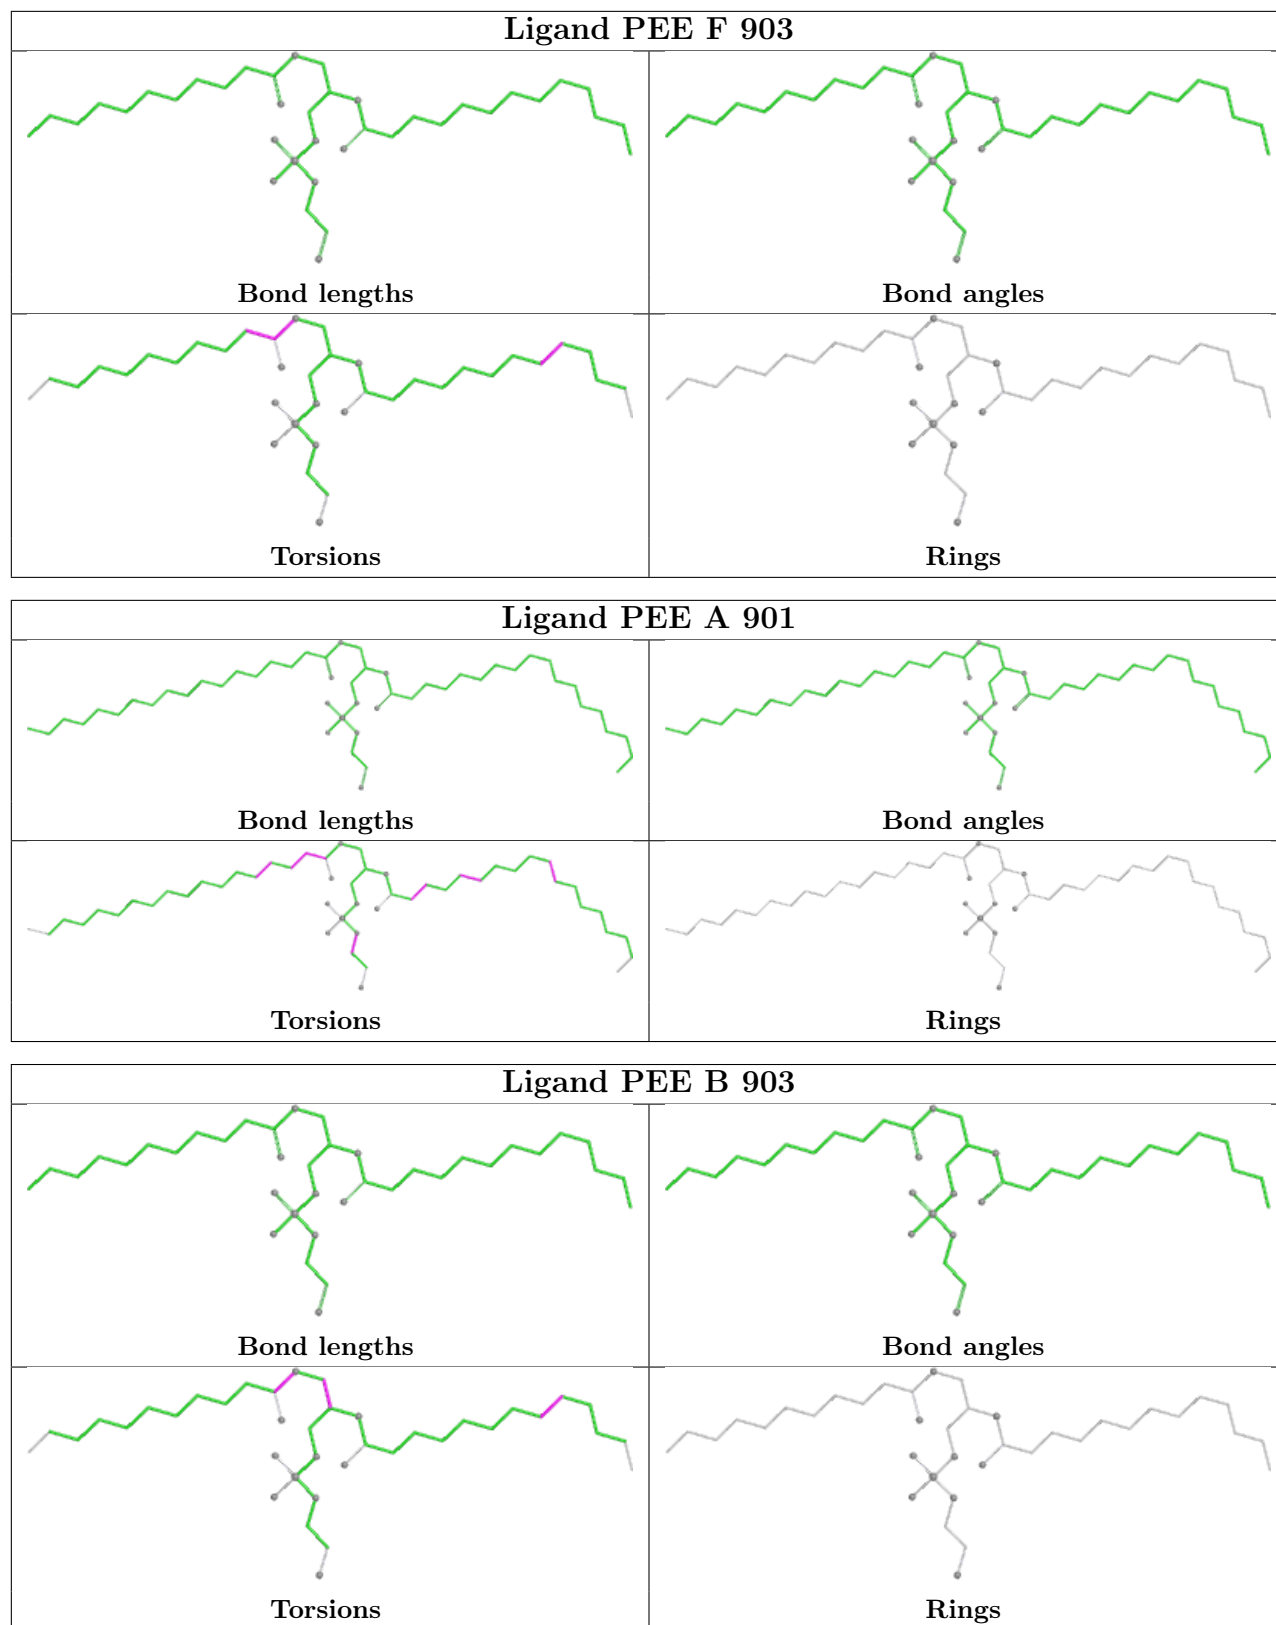 Ligand PEE F 903
Bond lengths
Bond angles
Torsions
Rings
Ligand PEE A 901
Bond lengths
Bond angles
Torsions
Rings
Ligand PEE B 903
Bond lengths
Bond angles
Torsions
Rings